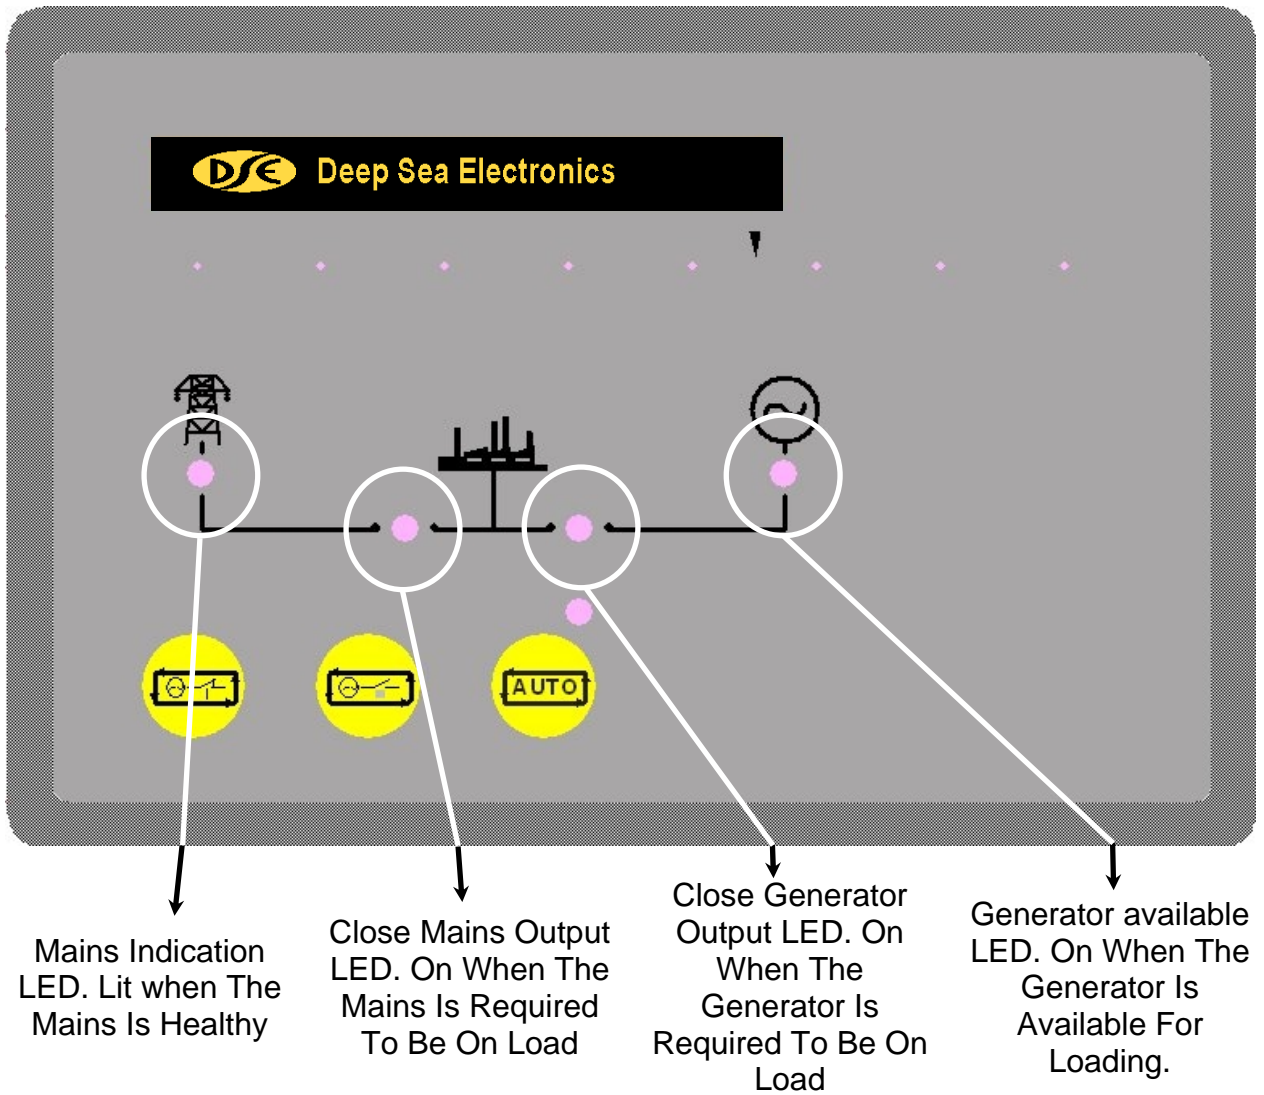 DSE Deep Sea Electronics
AUTO
Mains Indication
LED. Lit when The
Mains Is Healthy
Close Mains Output
LED. On When The
Mains Is Required
To Be On Load
Close Generator
Output LED. On
When The
Generator Is
Required To Be On
Load
Generator available
LED. On When The
Generator Is
Available For
Loading.